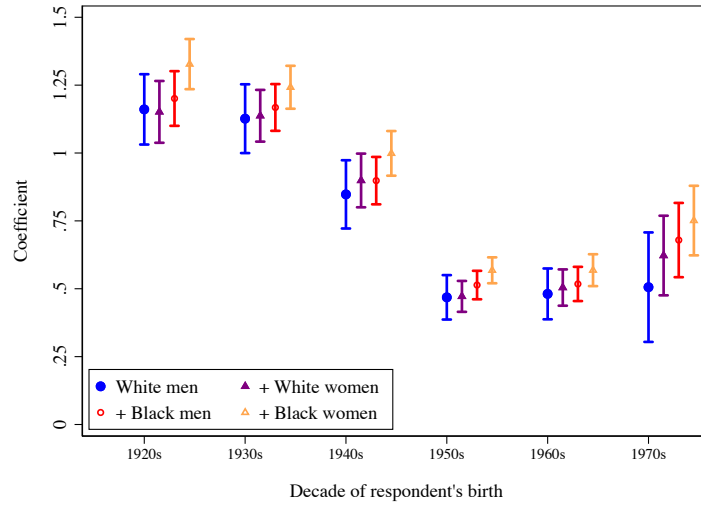 1.5
1.25
1
.75
.5
.25
0
Coefficient
White men
+ White women
+ Black men
+ Black women
1920s 1930s 1940s 1950s 1960s 1970s
Decade of respondent's birth